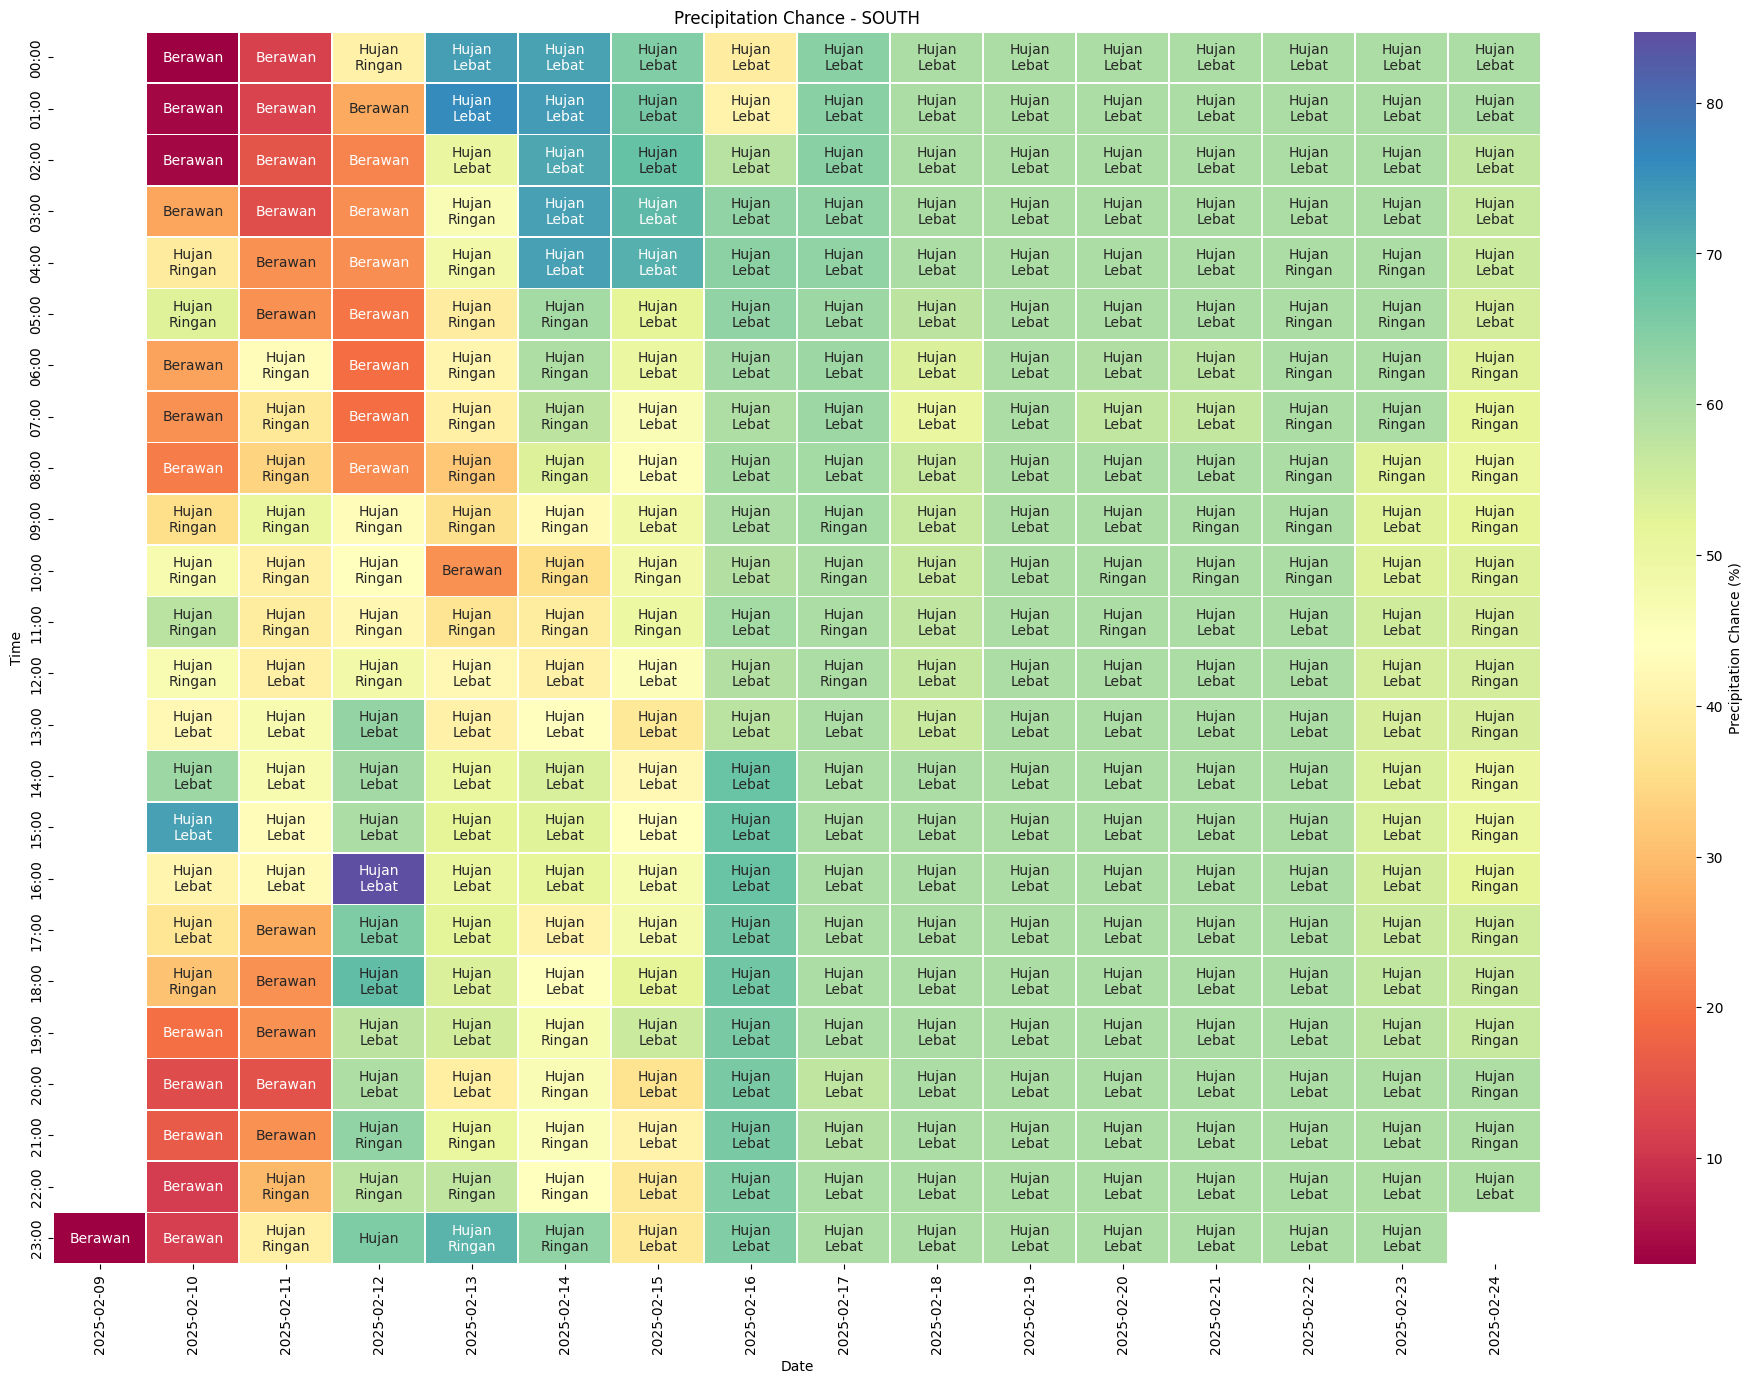 Precipitation Chance - SOUTH
00:00 Berawan Berawan Hujan Ringan Hujan Lebat Hujan Lebat Hujan Lebat Hujan Lebat Hujan Lebat Hujan Lebat Hujan Lebat Hujan Lebat Hujan Lebat Hujan Lebat Hujan Lebat Hujan Lebat
01:00 Berawan Berawan Berawan Hujan Lebat Hujan Lebat Hujan Lebat Hujan Lebat Hujan Lebat Hujan Lebat Hujan Lebat Hujan Lebat Hujan Lebat Hujan Lebat Hujan Lebat Hujan Lebat
02:00 Berawan Berawan Berawan Hujan Lebat Hujan Lebat Hujan Lebat Hujan Lebat Hujan Lebat Hujan Lebat Hujan Lebat Hujan Lebat Hujan Lebat Hujan Lebat Hujan Lebat Hujan Lebat
03:00 Berawan Berawan Berawan Hujan Ringan Hujan Lebat Hujan Lebat Hujan Lebat Hujan Lebat Hujan Lebat Hujan Lebat Hujan Lebat Hujan Lebat Hujan Lebat Hujan Lebat Hujan Lebat
04:00 Hujan Ringan Berawan Berawan Hujan Ringan Hujan Lebat Hujan Lebat Hujan Lebat Hujan Lebat Hujan Lebat Hujan Lebat Hujan Lebat Hujan Lebat Hujan Ringan Hujan Ringan Hujan Lebat
05:00 Hujan Ringan Berawan Berawan Hujan Ringan Hujan Ringan Hujan Lebat Hujan Lebat Hujan Lebat Hujan Lebat Hujan Lebat Hujan Lebat Hujan Lebat Hujan Ringan Hujan Ringan Hujan Lebat
06:00 Berawan Hujan Ringan Berawan Hujan Ringan Hujan Ringan Hujan Lebat Hujan Lebat Hujan Lebat Hujan Lebat Hujan Lebat Hujan Lebat Hujan Lebat Hujan Ringan Hujan Ringan Hujan Ringan
07:00 Berawan Hujan Ringan Berawan Hujan Ringan Hujan Ringan Hujan Lebat Hujan Lebat Hujan Lebat Hujan Lebat Hujan Lebat Hujan Lebat Hujan Lebat Hujan Ringan Hujan Ringan Hujan Ringan
08:00 Berawan Hujan Ringan Berawan Hujan Ringan Hujan Ringan Hujan Lebat Hujan Lebat Hujan Lebat Hujan Lebat Hujan Lebat Hujan Lebat Hujan Lebat Hujan Ringan Hujan Ringan Hujan Ringan
09:00 Hujan Ringan Hujan Ringan Hujan Ringan Hujan Ringan Hujan Ringan Hujan Lebat Hujan Lebat Hujan Ringan Hujan Lebat Hujan Lebat Hujan Lebat Hujan Ringan Hujan Ringan Hujan Lebat Hujan Ringan
10:00 Hujan Ringan Hujan Ringan Hujan Ringan Berawan Hujan Ringan Hujan Ringan Hujan Lebat Hujan Ringan Hujan Lebat Hujan Lebat Hujan Ringan Hujan Ringan Hujan Ringan Hujan Lebat Hujan Ringan
11:00 Hujan Ringan Hujan Ringan Hujan Ringan Hujan Ringan Hujan Ringan Hujan Ringan Hujan Lebat Hujan Ringan Hujan Lebat Hujan Lebat Hujan Ringan Hujan Lebat Hujan Lebat Hujan Lebat Hujan Ringan
12:00 Hujan Ringan Hujan Lebat Hujan Ringan Hujan Lebat Hujan Lebat Hujan Lebat Hujan Lebat Hujan Ringan Hujan Lebat Hujan Lebat Hujan Lebat Hujan Lebat Hujan Lebat Hujan Lebat Hujan Ringan
13:00 Hujan Lebat Hujan Lebat Hujan Lebat Hujan Lebat Hujan Lebat Hujan Lebat Hujan Lebat Hujan Lebat Hujan Lebat Hujan Lebat Hujan Lebat Hujan Lebat Hujan Lebat Hujan Lebat Hujan Ringan
14:00 Hujan Lebat Hujan Lebat Hujan Lebat Hujan Lebat Hujan Lebat Hujan Lebat Hujan Lebat Hujan Lebat Hujan Lebat Hujan Lebat Hujan Lebat Hujan Lebat Hujan Lebat Hujan Lebat Hujan Ringan
15:00 Hujan Lebat Hujan Lebat Hujan Lebat Hujan Lebat Hujan Lebat Hujan Lebat Hujan Lebat Hujan Lebat Hujan Lebat Hujan Lebat Hujan Lebat Hujan Lebat Hujan Lebat Hujan Lebat Hujan Ringan
16:00 Hujan Lebat Hujan Lebat Hujan Lebat Hujan Lebat Hujan Lebat Hujan Lebat Hujan Lebat Hujan Lebat Hujan Lebat Hujan Lebat Hujan Lebat Hujan Lebat Hujan Lebat Hujan Lebat Hujan Ringan
17:00 Hujan Lebat Berawan Hujan Lebat Hujan Lebat Hujan Lebat Hujan Lebat Hujan Lebat Hujan Lebat Hujan Lebat Hujan Lebat Hujan Lebat Hujan Lebat Hujan Lebat Hujan Lebat Hujan Ringan
18:00 Hujan Ringan Berawan Hujan Lebat Hujan Lebat Hujan Lebat Hujan Lebat Hujan Lebat Hujan Lebat Hujan Lebat Hujan Lebat Hujan Lebat Hujan Lebat Hujan Lebat Hujan Lebat Hujan Ringan
19:00 Berawan Berawan Hujan Lebat Hujan Lebat Hujan Ringan Hujan Lebat Hujan Lebat Hujan Lebat Hujan Lebat Hujan Lebat Hujan Lebat Hujan Lebat Hujan Lebat Hujan Lebat Hujan Ringan
20:00 Berawan Berawan Hujan Lebat Hujan Lebat Hujan Ringan Hujan Lebat Hujan Lebat Hujan Lebat Hujan Lebat Hujan Lebat Hujan Lebat Hujan Lebat Hujan Lebat Hujan Lebat Hujan Ringan
21:00 Berawan Berawan Hujan Ringan Hujan Ringan Hujan Ringan Hujan Lebat Hujan Lebat Hujan Lebat Hujan Lebat Hujan Lebat Hujan Lebat Hujan Lebat Hujan Lebat Hujan Lebat Hujan Ringan
22:00 Berawan Hujan Ringan Hujan Ringan Hujan Ringan Hujan Ringan Hujan Lebat Hujan Lebat Hujan Lebat Hujan Lebat Hujan Lebat Hujan Lebat Hujan Lebat Hujan Lebat Hujan Lebat Hujan Lebat
23:00 Berawan Berawan Hujan Ringan Hujan Hujan Ringan Hujan Ringan Hujan Lebat Hujan Lebat Hujan Lebat Hujan Lebat Hujan Lebat Hujan Lebat Hujan Lebat Hujan Lebat Hujan Lebat
2025-02-09 2025-02-10 2025-02-11 2025-02-12 2025-02-13 2025-02-14 2025-02-15 2025-02-16 2025-02-17 2025-02-18 2025-02-19 2025-02-20 2025-02-21 2025-02-22 2025-02-23 2025-02-24
Date
Time
80
70
60
50
40
30
20
10
Precipitation Chance (%)